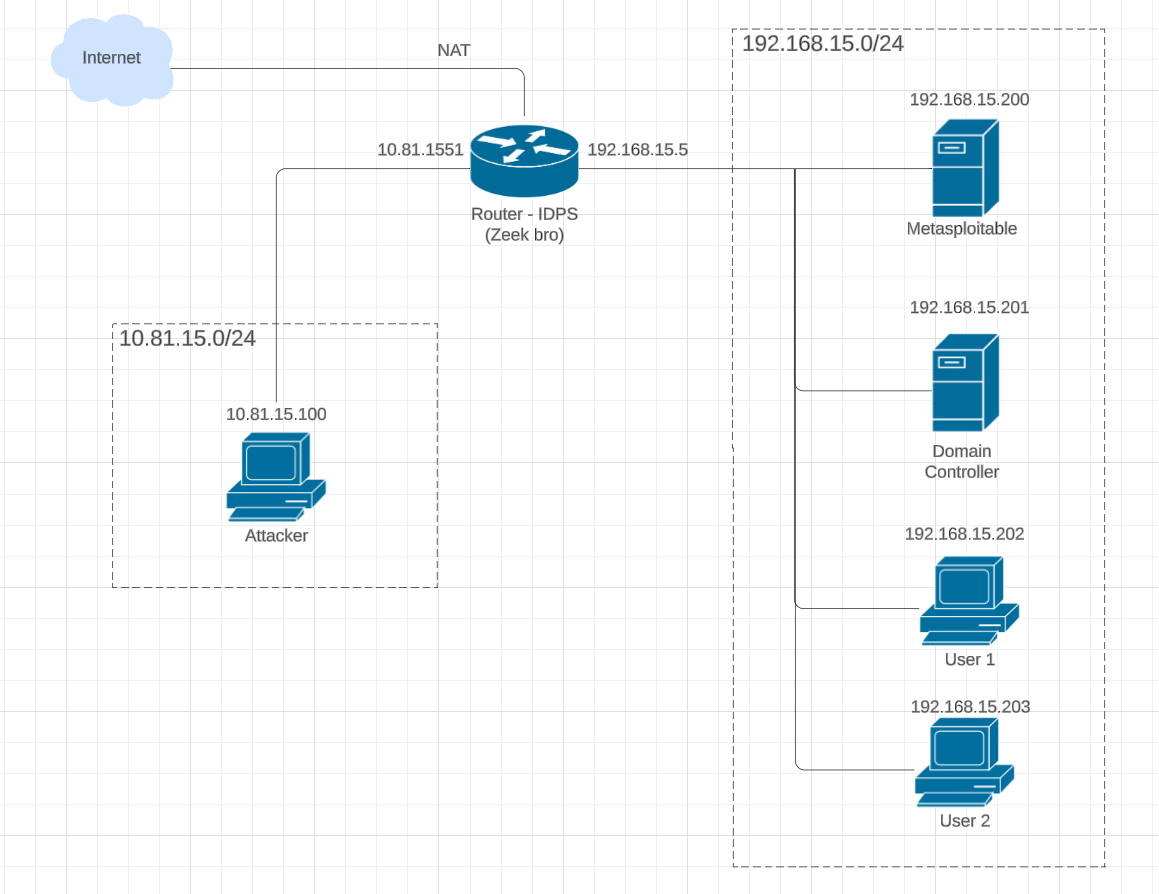 Internet
NAT
192.168.15.0/24
192.168.15.200
Metasploitable
10.81.1551
192.168.15.5
Router - IDPS
(Zeek bro)
192.168.15.201
Domain
Controller
10.81.15.0/24
10.81.15.100
Attacker
192.168.15.202
User 1
192.168.15.203
User 2